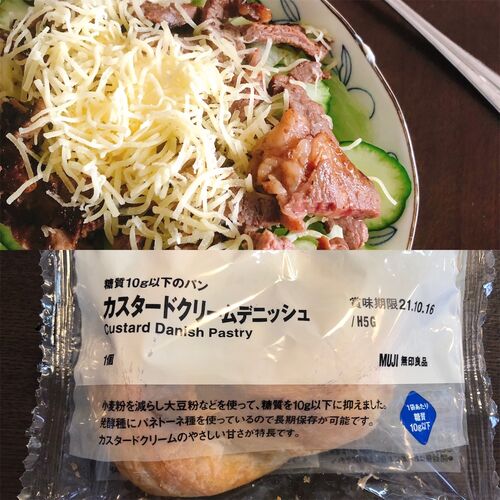 糖質10g以下のパン
カスタードクリームデニッシュ
Custard Danish Pastry
賞味期限21.10.16
/H5G
1個
MUJI 無印良品
小麦粉を減らし大豆粉などを使って、糖質を10g以下に抑えました。
発酵種にパネトーネ種を使っているので長期保存が可能です。
カスタードクリームのやさしい甘さが特長です。
1袋あたり
糖質
10g以下